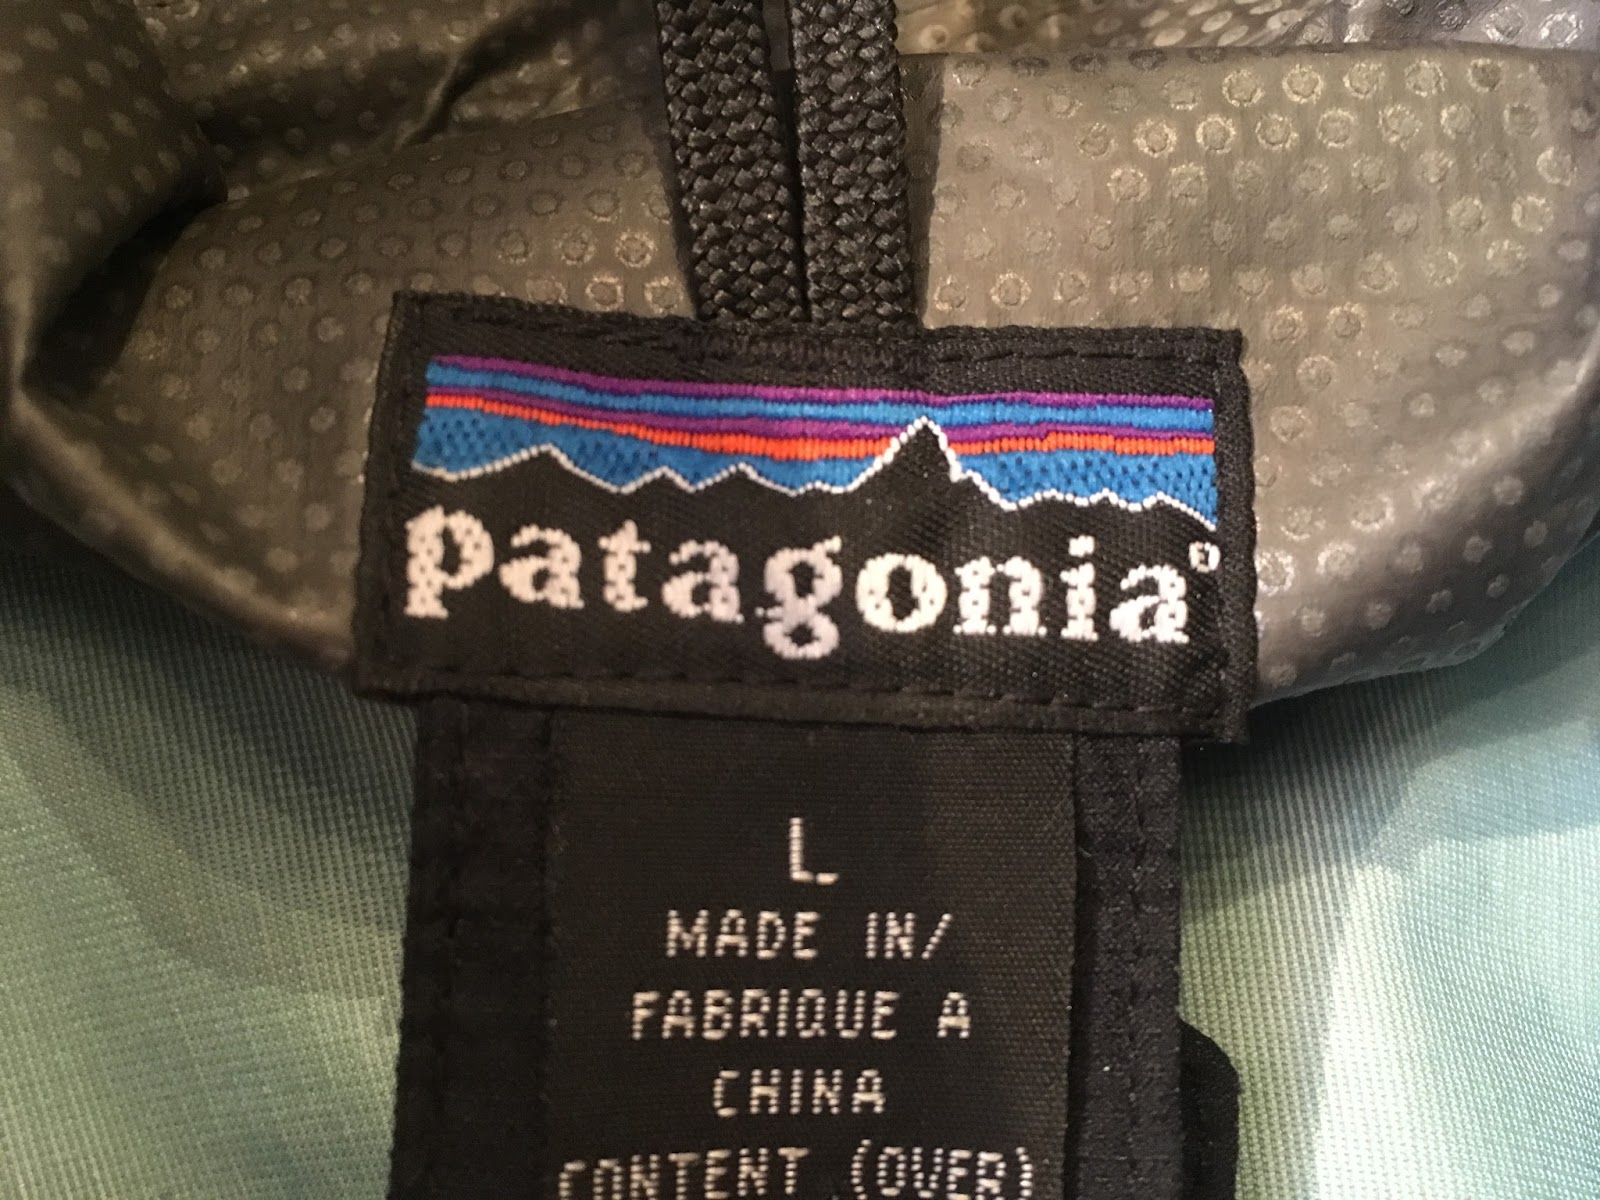 patagonia®
L
MADE IN/
FABRIQUE A
CHINA
CONTENT (OVER)